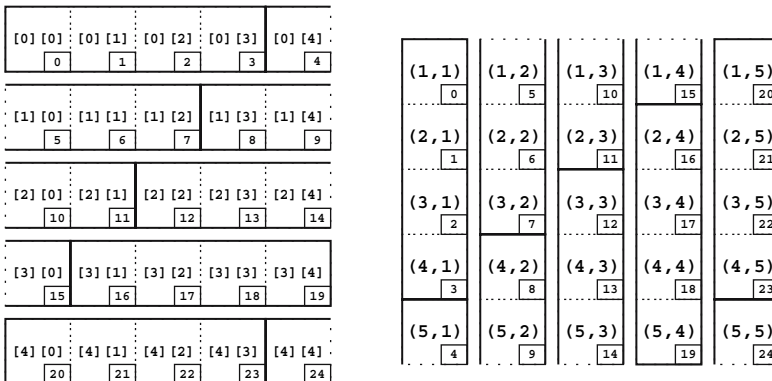 [0][0] [0][1] [0][2] [0][3] [0][4]
0 1 2 3 4
[1][0] [1][1] [1][2] [1][3] [1][4]
5 6 7 8 9
[2][0] [2][1] [2][2] [2][3] [2][4]
10 11 12 13 14
[3][0] [3][1] [3][2] [3][3] [3][4]
15 16 17 18 19
[4][0] [4][1] [4][2] [4][3] [4][4]
20 21 22 23 24
(1,1) (1,2) (1,3) (1,4) (1,5)
0 5 10 15 20
(2,1) (2,2) (2,3) (2,4) (2,5)
1 6 11 16 21
(3,1) (3,2) (3,3) (3,4) (3,5)
2 7 12 17 22
(4,1) (4,2) (4,3) (4,4) (4,5)
3 8 13 18 23
(5,1) (5,2) (5,3) (5,4) (5,5)
4 9 14 19 24